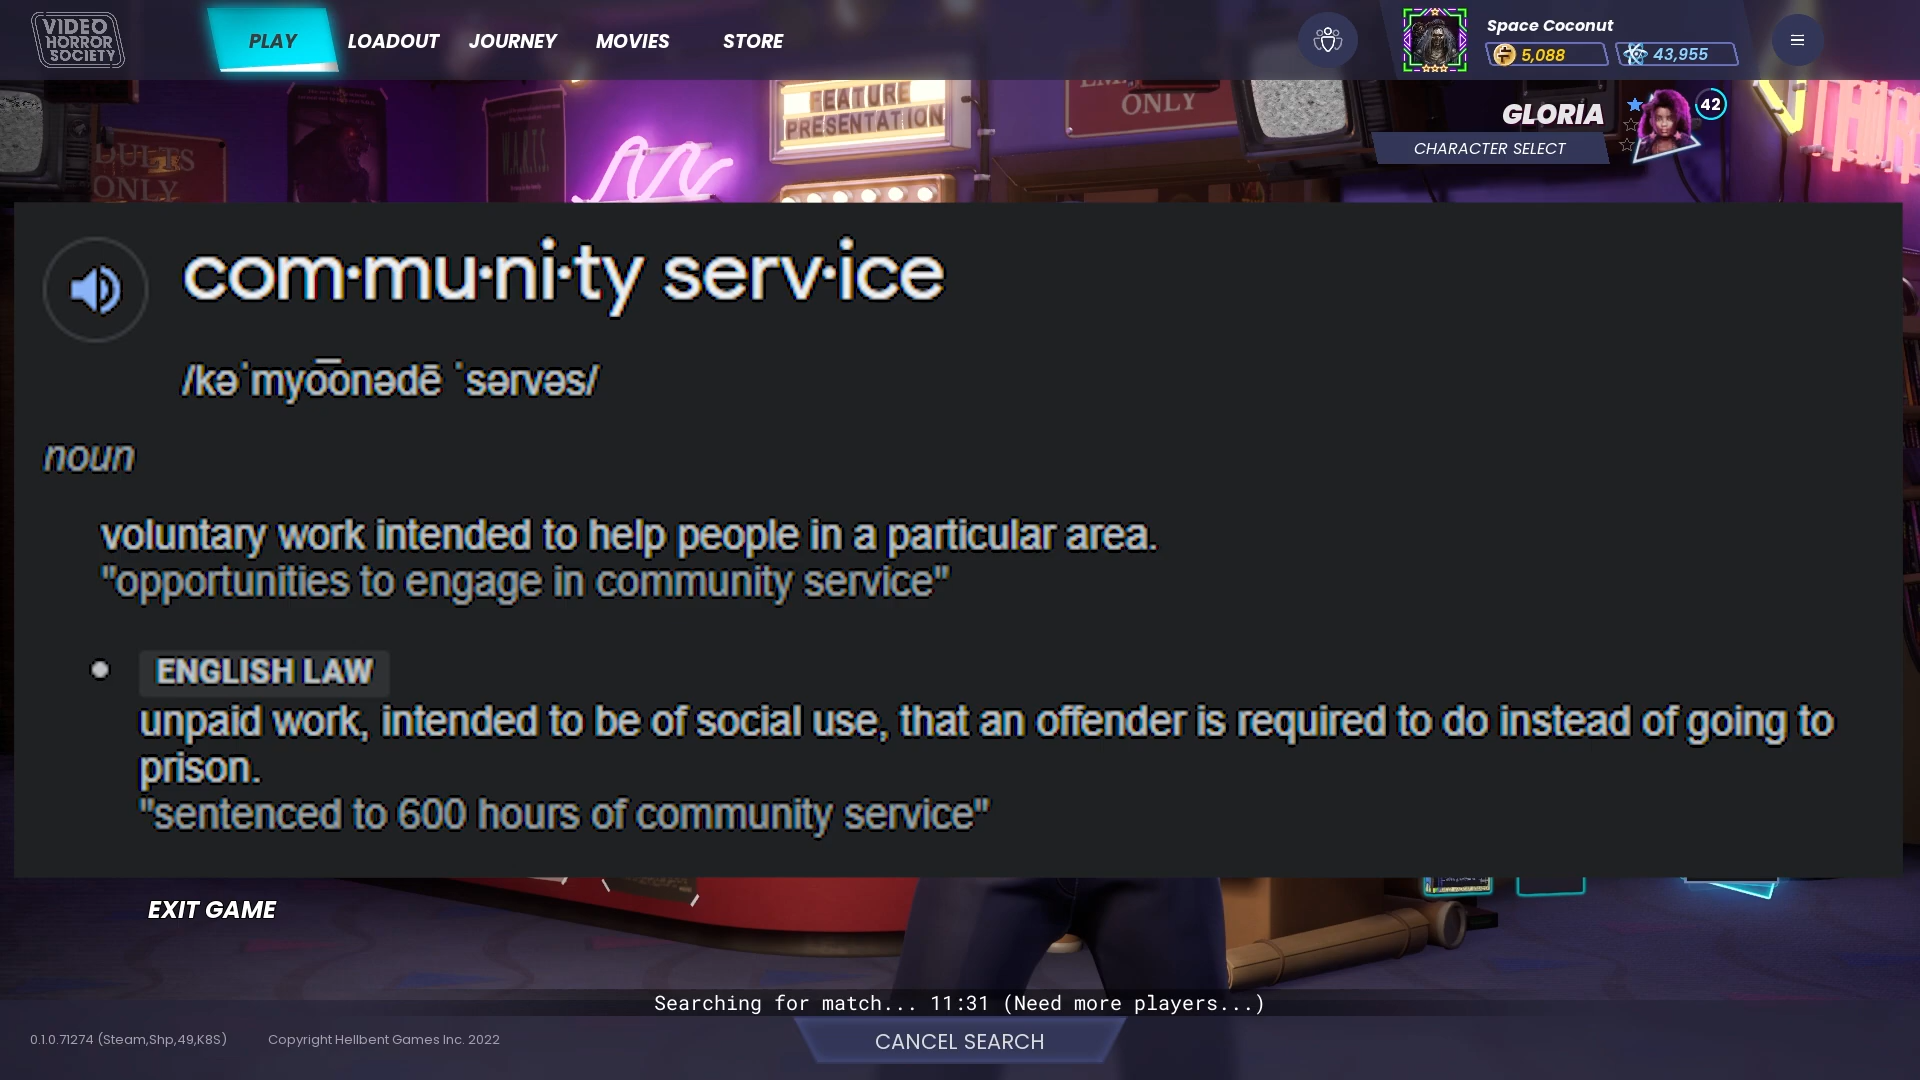 VIDEO
HORROR
SOCIETY
PLAY
LOADOUT
JOURNEY
MOVIES
STORE
Space Coconut
5,088
43,955
GLORIA
42
CHARACTER SELECT
FEATURE
PRESENTATION
ONLY
ADULTS
ONLY
W.A.R.T.S.
com·mu·ni·ty serv·ice
/kəˈmyo͞onədē ˈsərvəs/
noun
voluntary work intended to help people in a particular area.
"opportunities to engage in community service"
• ENGLISH LAW
unpaid work, intended to be of social use, that an offender is required to do instead of going to
prison.
"sentenced to 600 hours of community service"
EXIT GAME
Searching for match... 11:31 (Need more players...)
0.1.0.71274 (Steam,Shp,49,K8S)
Copyright Hellbent Games Inc. 2022
CANCEL SEARCH